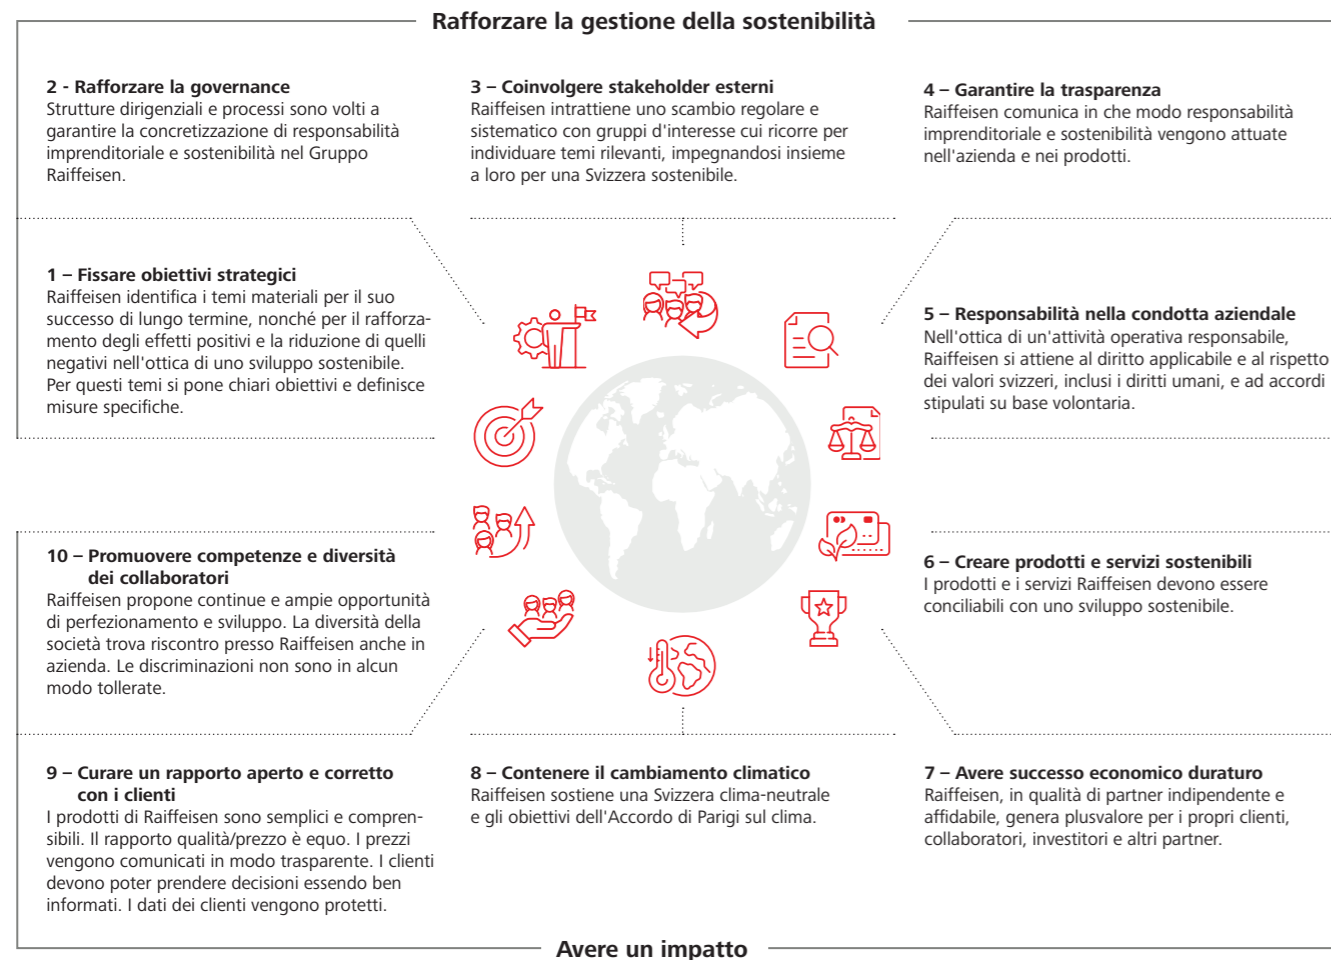 Rafforzare la gestione della sostenibilità
2 - Rafforzare la governance
Strutture dirigenziali e processi sono volti a
garantire la concretizzazione di responsabilità
imprenditoriale e sostenibilità nel Gruppo
Raiffeisen.
3 – Coinvolgere stakeholder esterni
Raiffeisen intrattiene uno scambio regolare e
sistematico con gruppi d'interesse cui ricorre per
individuare temi rilevanti, impegnandosi insieme
a loro per una Svizzera sostenibile.
4 – Garantire la trasparenza
Raiffeisen comunica in che modo responsabilità
imprenditoriale e sostenibilità vengono attuate
nell'azienda e nei prodotti.
1 – Fissare obiettivi strategici
Raiffeisen identifica i temi materiali per il suo
successo di lungo termine, nonché per il rafforza-
mento degli effetti positivi e la riduzione di quelli
negativi nell'ottica di uno sviluppo sostenibile.
Per questi temi si pone chiari obiettivi e definisce
misure specifiche.
5 – Responsabilità nella condotta aziendale
Nell'ottica di un'attività operativa responsabile,
Raiffeisen si attiene al diritto applicabile e al rispetto
dei valori svizzeri, inclusi i diritti umani, e ad accordi
stipulati su base volontaria.
10 – Promuovere competenze e diversità
dei collaboratori
Raiffeisen propone continue e ampie opportunità
di perfezionamento e sviluppo. La diversità della
società trova riscontro presso Raiffeisen anche in
azienda. Le discriminazioni non sono in alcun
modo tollerate.
6 – Creare prodotti e servizi sostenibili
I prodotti e i servizi Raiffeisen devono essere
conciliabili con uno sviluppo sostenibile.
9 – Curare un rapporto aperto e corretto
con i clienti
I prodotti di Raiffeisen sono semplici e compren-
sibili. Il rapporto qualità/prezzo è equo. I prezzi
vengono comunicati in modo trasparente. I clienti
devono poter prendere decisioni essendo ben
informati. I dati dei clienti vengono protetti.
8 – Contenere il cambiamento climatico
Raiffeisen sostiene una Svizzera clima-neutrale
e gli obiettivi dell'Accordo di Parigi sul clima.
7 – Avere successo economico duraturo
Raiffeisen, in qualità di partner indipendente e
affidabile, genera plusvalore per i propri clienti,
collaboratori, investitori e altri partner.
Avere un impatto